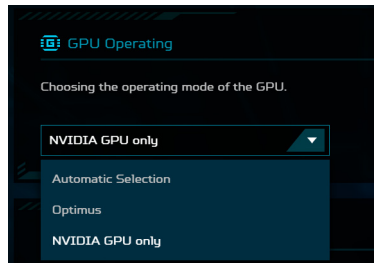 GPU Operating
Choosing the operating mode of the GPU.
NVIDIA GPU only
Automatic Selection
Optimus
NVIDIA GPU only